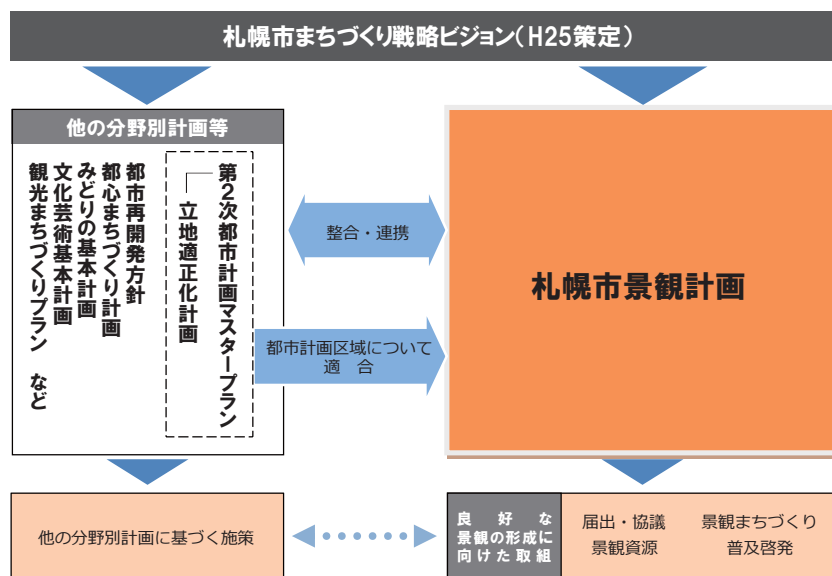 札幌市まちづくり戦略ビジョン（H25策定）
他の分野別計画等
第2次都市計画マスタープラン
立地適正化計画
都市再開発方針
都心まちづくり計画
みどりの基本計画
文化芸術基本計画
観光まちづくりプラン など
整合・連携
都市計画区域について
適 合
札幌市景観計画
他の分野別計画に基づく施策
良好な
景観の形成に
向けた取組
届出・協議
景観資源
景観まちづくり
普及啓発